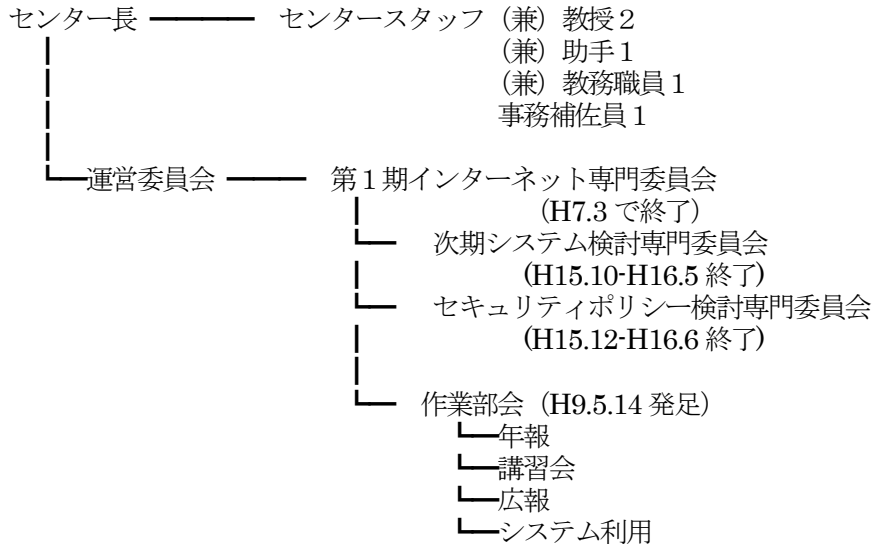 センター長 センタースタッフ（兼）教授２
（兼）助手１
（兼）教務職員１
事務補佐員１
運営委員会 第１期インターネット専門委員会
（H7.3 で終了）
次期システム検討専門委員会
(H15.10-H16.5 終了)
セキュリティポリシー検討専門委員会
(H15.12-H16.6 終了)
作業部会（H9.5.14 発足）
年報
講習会
広報
システム利用